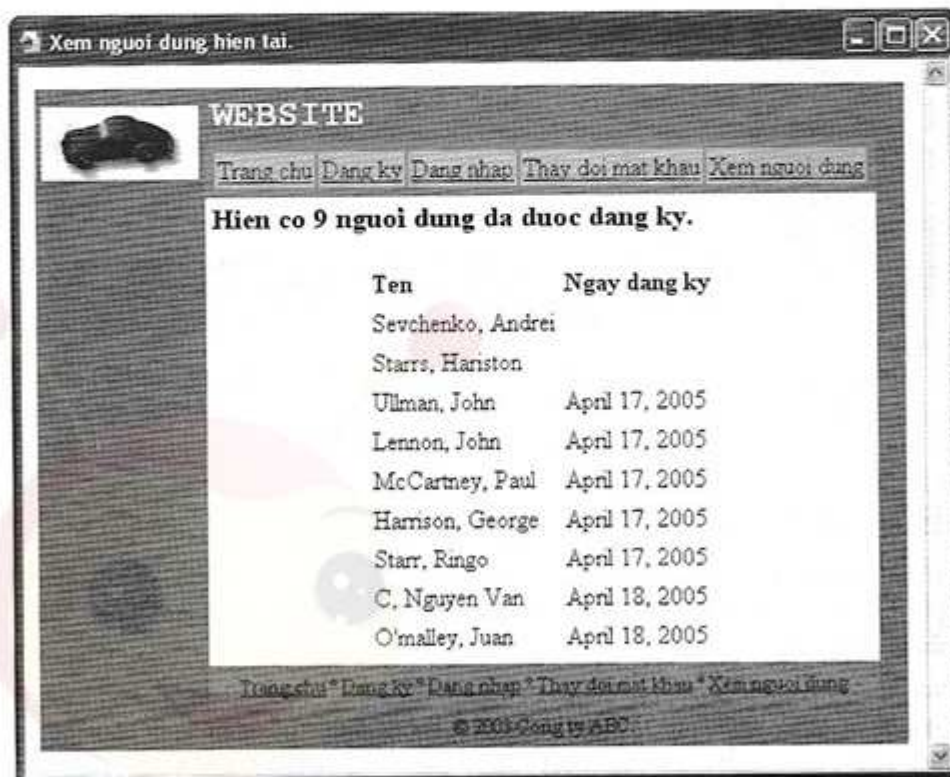 Xem nguoi dung hien tai.
WEBSITE
Trang chu Dang ky Dang nhap Thay doi mat khau Xem nguoi dung
Hien co 9 nguoi dung da duoc dang ky.
Ten Ngay dang ky
Sevchenko, Andrei
Starrs, Hariston
Ullman, John April 17, 2005
Lennon, John April 17, 2005
McCartney, Paul April 17, 2005
Harrison, George April 17, 2005
Starr, Ringo April 17, 2005
C, Nguyen Van April 18, 2005
O'malley, Juan April 18, 2005
Trang chu * Dang ky * Dang nhap * Thay doi mat khau * Xem nguoi dung
© Cong ty ABC